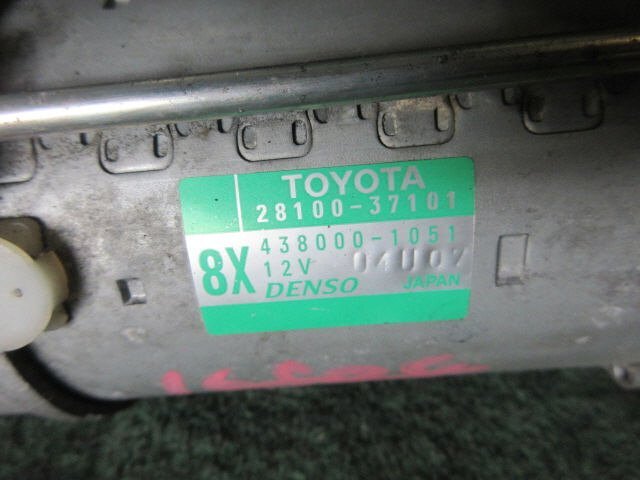 TOYOTA
28100-37101
8X 438000-1051
12V 04U07
DENSO JAPAN